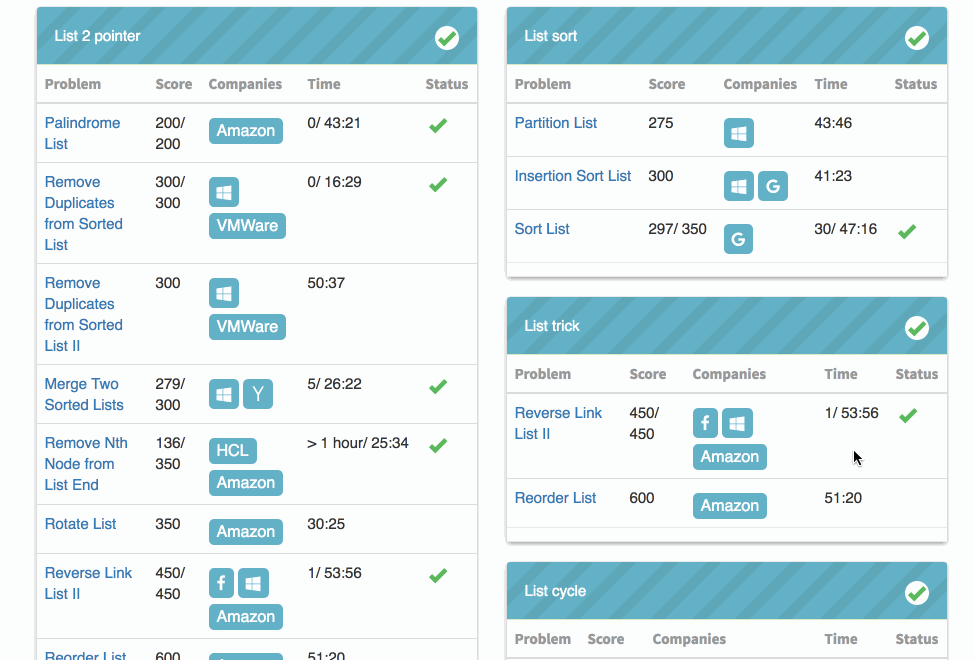 List 2 pointer
Problem Score Companies Time Status
Palindrome 200/ Amazon 0/ 43:21
List 200
Remove 300/ 0/ 16:29
Duplicates 300 VMWare
from Sorted
List
Remove 300 50:37
Duplicates VMWare
from Sorted
List II
Merge Two 279/ Y 5/ 26:22
Sorted Lists 300
Remove Nth 136/ HCL > 1 hour/ 25:34
Node from 350 Amazon
List End
Rotate List 350 Amazon 30:25
Reverse Link 450/ f 1/ 53:56
List II 450 Amazon
Reorder List 600 51:20
List sort
Problem Score Companies Time Status
Partition List 275 43:46
Insertion Sort List 300 G 41:23
Sort List 297/ 350 G 30/ 47:16
List trick
Problem Score Companies Time Status
Reverse Link 450/ f 1/ 53:56
List II 450 Amazon
Reorder List 600 Amazon 51:20
List cycle
Problem Score Companies Time Status